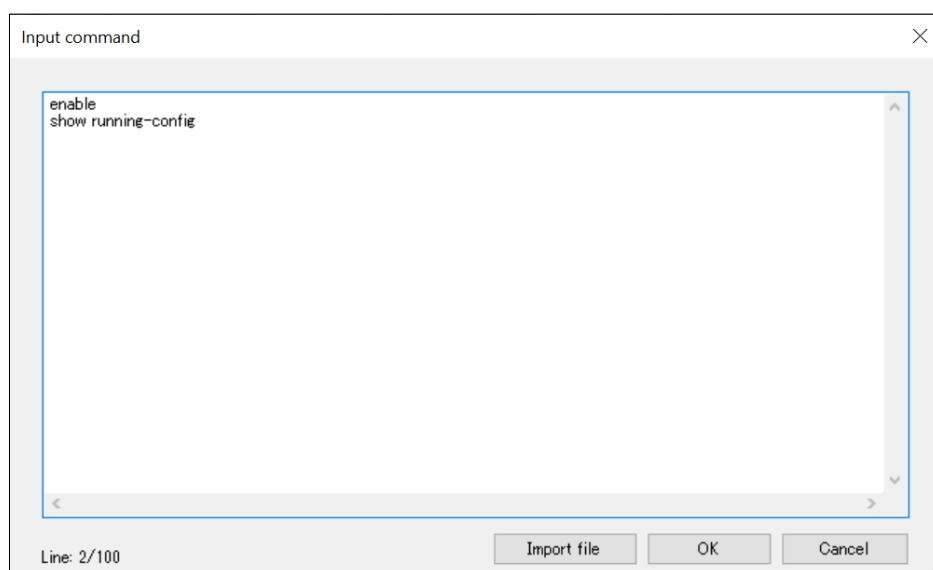 Input command
enable
show running-config
Line: 2/100
Import file
OK
Cancel